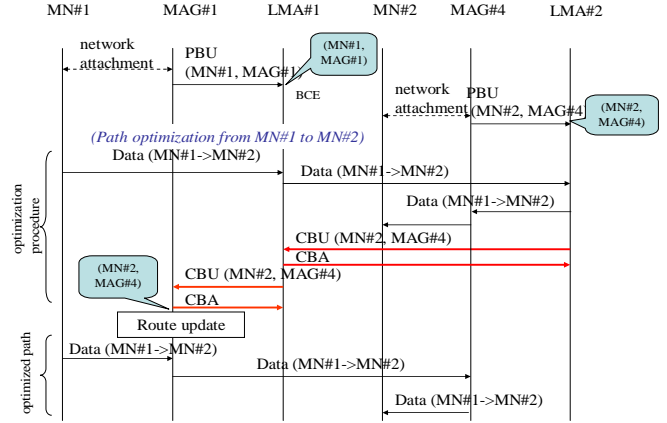 MN#1 MAG#1 LMA#1 MN#2 MAG#4 LMA#2
network
attachment
PBU
(MN#1, MAG#1)
(MN#1,
MAG#1)
BCE
network
attachment
PBU
(MN#2, MAG#4)
(MN#2,
MAG#4)
(Path optimization from MN#1 to MN#2)
Data (MN#1->MN#2)
Data (MN#1->MN#2)
Data (MN#1->MN#2)
optimization
procedure
CBU (MN#2, MAG#4)
CBA
(MN#2,
MAG#4)
CBU (MN#2, MAG#4)
CBA
Route update
optimized path
Data (MN#1->MN#2)
Data (MN#1->MN#2)
Data (MN#1->MN#2)